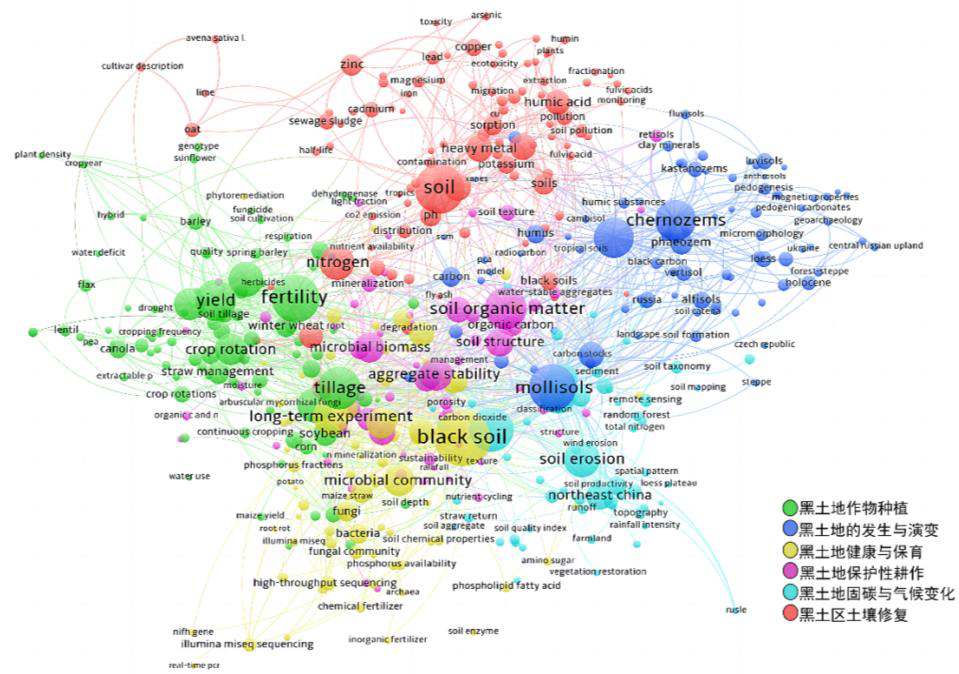 arsenic
toxicity
avena sativa l.
humin
copper
plants
lead
zinc
cultivar description
ecotoxicity
fractionation
magnesium
extraction
iron
migration
fulvic acids
lime
humic acid
monitoring
cadmium
cu
pollution
fluvisols
sewage sludge
sorption
oat
soil pollution
retisols
genotype
heavy metal
clay minerals
half-life
plant density
sunflower
fulvic acid
cropyear
contamination
potassium
kastanozems
luvisols
anthrosols
soil
soils
pedogenesis
phytoremediation
dehydrogenase
tropics
light fraction
humic substances
magnetic properties
fungicide
pedogenic carbonates
hybrid
soil cultivation
co2 emission
ph
soil texture
cambisol
chernozems
geoarchaeology
barley
distribution
humus
micromorphology
respiration
som
phaeozem
nutrient availability
tropical soils
ukraine
central russian upland
water deficit
quality
spring barley
radiocarbon
loess
nitrogen
pca
black carbon
model
vertisol
forest-steppe
flax
herbicides
mineralization
carbon
black soils
holocene
fly ash
water-stable aggregates
yield
fertility
russia
alfisols
drought
soil organic matter
soil catena
soil tillage
winter wheat
root
degradation
organic carbon
lentil
cropping frequency
landscape
soil formation
pea
soil structure
canola
crop rotation
microbial biomass
czech republic
carbon stocks
management
straw management
aggregate stability
sediment
soil taxonomy
extractable p
moisture
steppe
tillage
mollisols
soil mapping
crop rotations
arbuscular mycorrhizal fungi
porosity
remote sensing
classification
organic c and n
long-term experiment
carbon dioxide
random forest
total nitrogen
continuous cropping
soybean
black soil
structure
wind erosion
corn
n mineralization
sustainability
texture
soil erosion
phosphorus fractions
rainfall
spatial pattern
water use
potato
microbial community
soil productivity
loess plateau
maize straw
nutrient cycling
northeast china
soil depth
runoff
maize yield
fungi
straw return
topography
root rot
soil aggregate
soil quality index
rainfall intensity
bacteria
illumina miseq
soil chemical properties
farmland
fungal community
phosphorus availability
amino sugar
vegetation restoration
high-throughput sequencing
phospholipid fatty acid
archaea
chemical fertilizer
rusle
nifh gene
inorganic fertilizer
soil enzyme
illumina miseq sequencing
real-time pcr
黑土地作物种植
黑土地的发生与演变
黑土地健康与保育
黑土地保护性耕作
黑土地固碳与气候变化
黑土区土壤修复